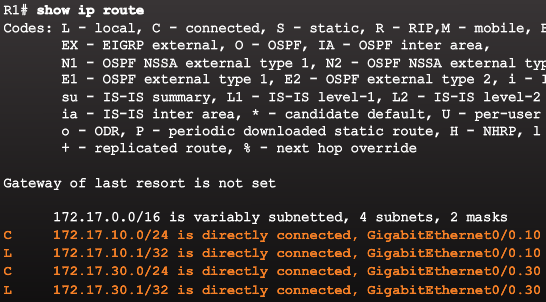 R1# show ip route
Codes: L - local, C - connected, S - static, R - RIP,M - mobile,
EX - EIGRP external, O - OSPF, IA - OSPF inter area,
N1 - OSPF NSSA external type 1, N2 - OSPF NSSA externa
E1 - OSPF external type 1, E2 - OSPF external type 2, i - I
su - IS-IS summary, L1 - IS-IS level-1, L2 - IS-IS level-2
ia - IS-IS inter area, * - candidate default, U - per-user
o - ODR, P - periodic downloaded static route, H - NHRP, l
+ - replicated route, % - next hop override
Gateway of last resort is not set
172.17.0.0/16 is variably subnetted, 4 subnets, 2 masks
C 172.17.10.0/24 is directly connected, GigabitEthernet0/0.10
L 172.17.10.1/32 is directly connected, GigabitEthernet0/0.10
C 172.17.30.0/24 is directly connected, GigabitEthernet0/0.30
L 172.17.30.1/32 is directly connected, GigabitEthernet0/0.30